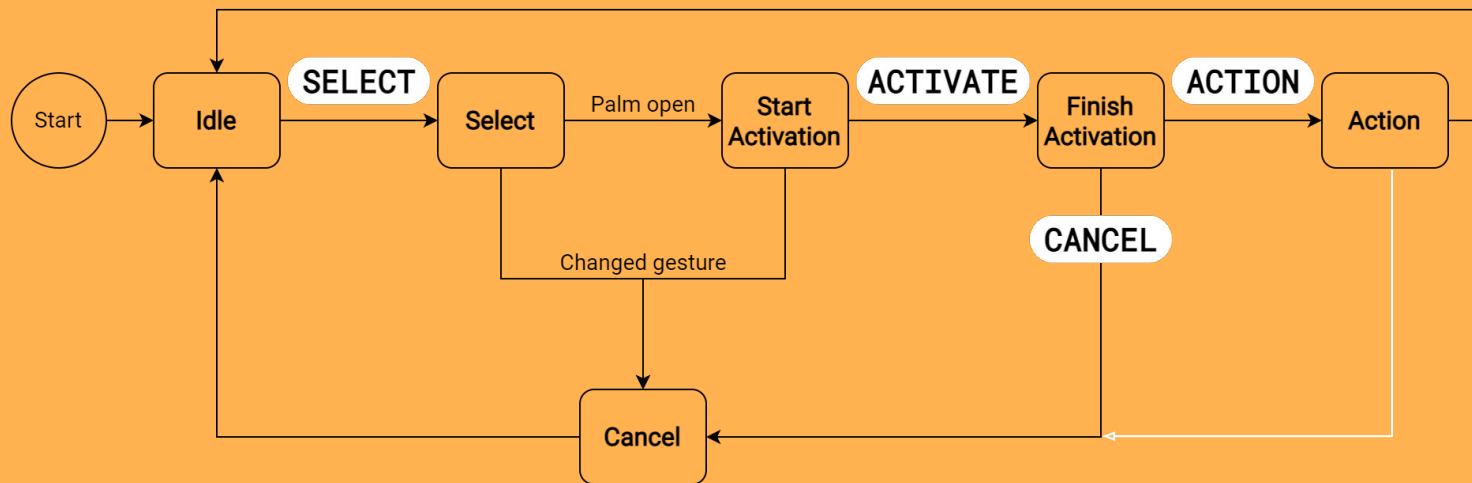 SELECT
ACTIVATE
ACTION
Start
Idle
Select
Palm open
Start
Activation
Finish
Activation
Action
CANCEL
Changed gesture
Cancel